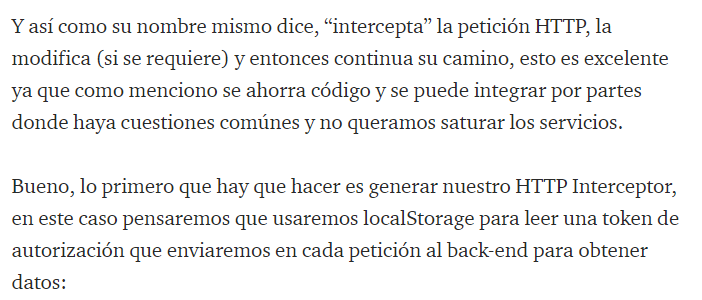 Y así como su nombre mismo dice, “intercepta” la petición HTTP, la
modifica (si se requiere) y entonces continua su camino, esto es excelente
ya que como menciono se ahorra código y se puede integrar por partes
donde haya cuestiones comúnes y no queramos saturar los servicios.
Bueno, lo primero que hay que hacer es generar nuestro HTTP Interceptor,
en este caso pensaremos que usaremos localStorage para leer una token de
autorización que enviaremos en cada petición al back-end para obtener
datos: